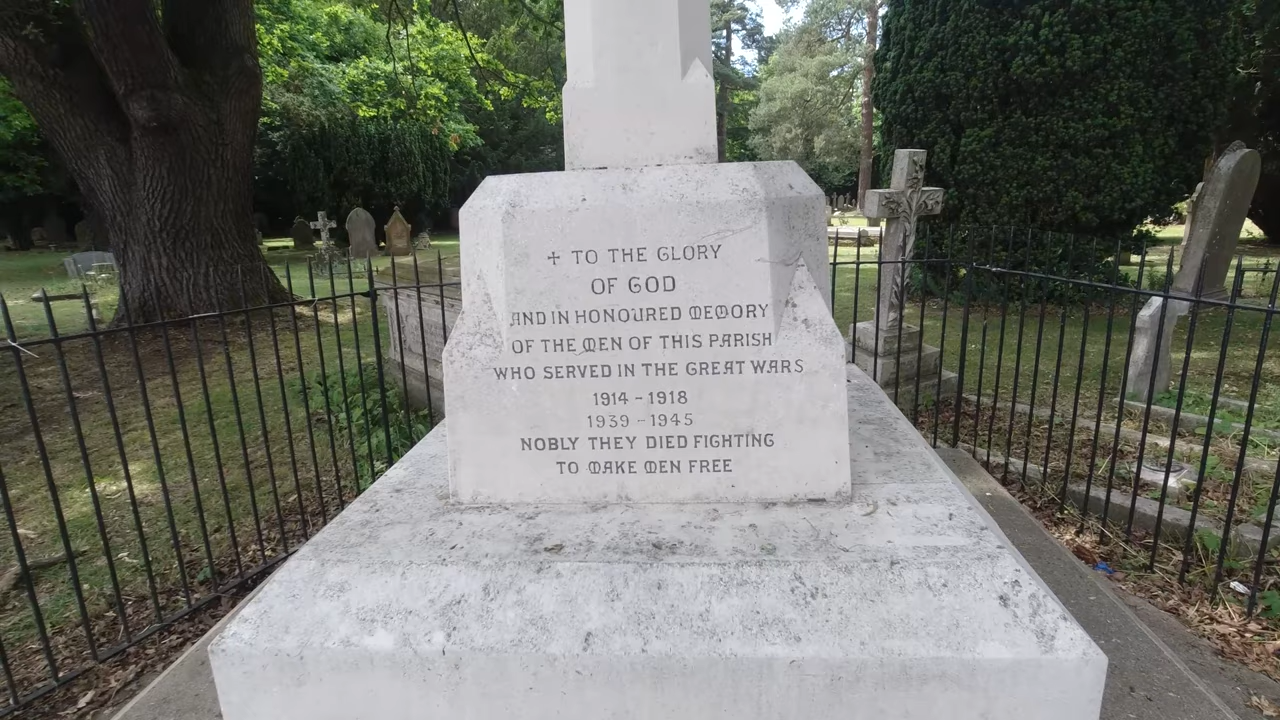 + TO THE GLORY
OF GOD
AND IN HONOURED MEMORY
OF THE MEN OF THIS PARISH
WHO SERVED IN THE GREAT WARS
1914 - 1918
1939 - 1945
NOBLY THEY DIED FIGHTING
TO MAKE MEN FREE